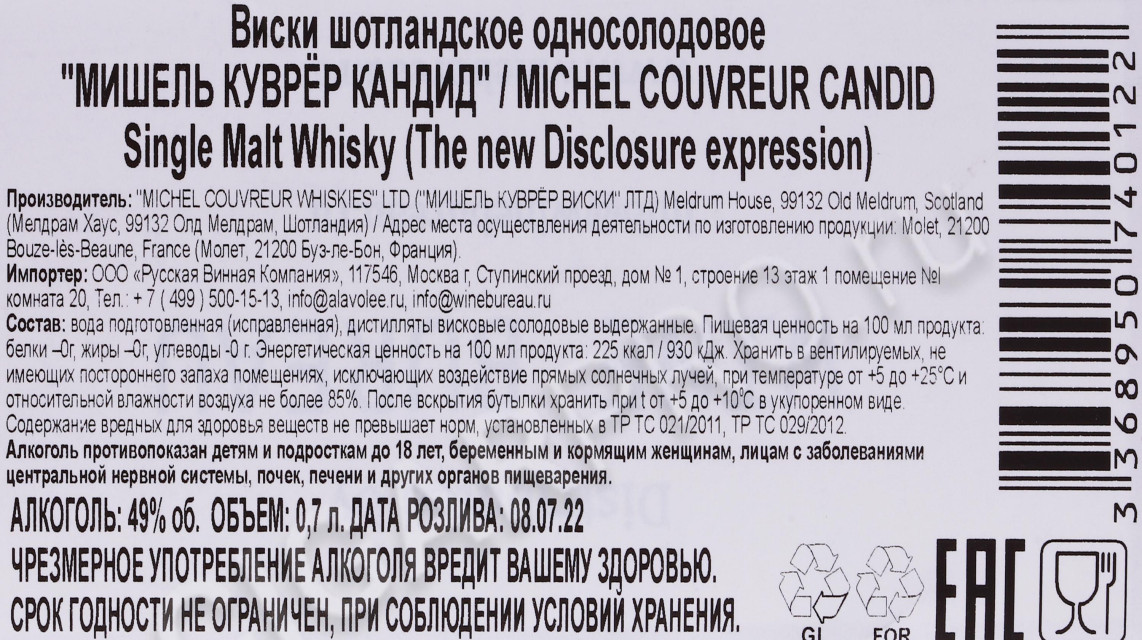 Виски шотландское односолодовое
"МИШЕЛЬ КУВРЁР КАНДИД" / MICHEL COUVREUR CANDID
Single Malt Whisky (The new Disclosure expression)
Производитель: "MICHEL COUVREUR WHISKIES" LTD ("МИШЕЛЬ КУВРЁР ВИСКИ" ЛТД) Meldrum House, 99132 Old Meldrum, Scotland
(Мелдрам Хаус, 99132 Олд Мелдрам, Шотландия) / Адрес места осуществления деятельности по изготовлению продукции: Molet, 21200
Bouze-lès-Beaune, France (Молет, 21200 Буз-ле-Бон, Франция).
Импортер: ООО «Русская Винная Компания», 117546, Москва г, Ступинский проезд, дом № 1, строение 13 этаж 1 помещение №I
комната 20, Тел.: + 7 ( 499 ) 500-15-13, info@alavolee.ru, info@winebureau.ru
Состав: вода подготовленная (исправленная), дистилляты висковые солодовые выдержанные. Пищевая ценность на 100 мл продукта:
белки –0г, жиры –0г, углеводы -0 г. Энергетическая ценность на 100 мл продукта: 225 ккал / 930 кДж. Хранить в вентилируемых, не
имеющих постороннего запаха помещениях, исключающих воздействие прямых солнечных лучей, при температуре от +5 до +25°С и
относительной влажности воздуха не более 85%. После вскрытия бутылки хранить при t от +5 до +10°С в укупоренном виде.
Содержание вредных для здоровья веществ не превышает норм, установленных в ТР ТС 021/2011, ТР ТС 029/2012.
Алкоголь противопоказан детям и подросткам до 18 лет, беременным и кормящим женщинам, лицам с заболеваниями
центральной нервной системы, почек, печени и других органов пищеварения.
АЛКОГОЛЬ: 49% об. ОБЪЕМ: 0,7 л. ДАТА РОЗЛИВА: 08.07.22
ЧРЕЗМЕРНОЕ УПОТРЕБЛЕНИЕ АЛКОГОЛЯ ВРЕДИТ ВАШЕМУ ЗДОРОВЬЮ.
СРОК ГОДНОСТИ НЕ ОГРАНИЧЕН, ПРИ СОБЛЮДЕНИИ УСЛОВИЙ ХРАНЕНИЯ.
GL FOR
EAC
3 368950 740122